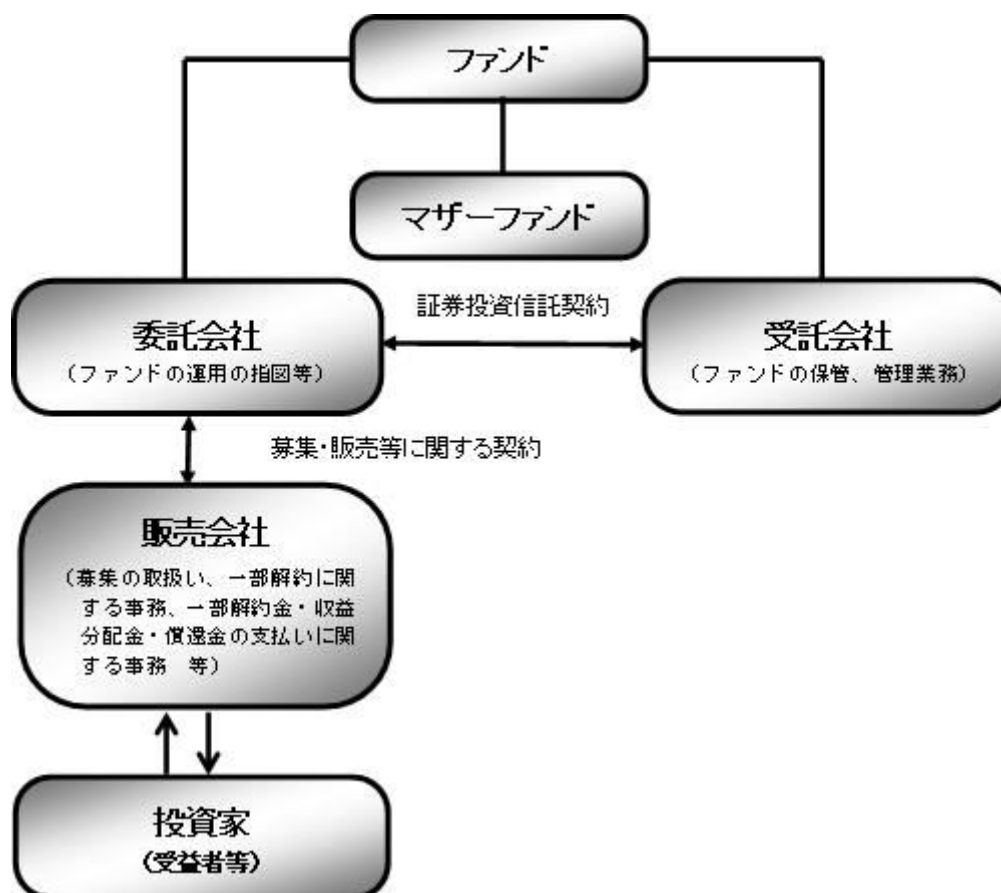 ファンド
マザーファンド
証券投資信託契約
委託会社
（ファンドの運用の指図等）
受託会社
（ファンドの保管、管理業務）
募集・販売等に関する契約
販売会社
（募集の取扱い、一部解約に関
する事務、一部解約金・収益
分配金・償還金の支払いに関
する事務　等）
投資家
（受益者等）